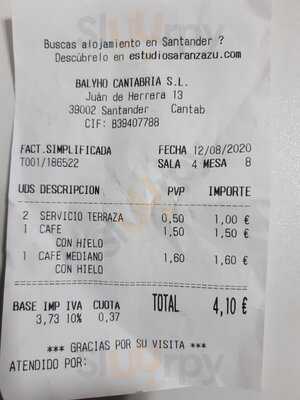 Buscas alojamiento en Santander ?
Descúbrelo en estudiosaranzazu.com
BALYHO CANTABRIA S.L.
Juán de Herrera 13
39002 Santander Cantab
CIF: B39407788
FACT.SIMPLIFICADA FECHA 12/08/2020
T001/186522 SALA 4 MESA 8
UDS DESCRIPCION PVP IMPORTE
2 SERVICIO TERRAZA 0,50 1,00 €
1 CAFE 1,50 1,50 €
CON HIELO
1 CAFE MEDIANO 1,60 1,60 €
CON HIELO
BASE IMP IVA CUOTA TOTAL 4,10 €
3,73 10% 0,37
*** GRACIAS POR SU VISITA ***
ATENDIDO POR: